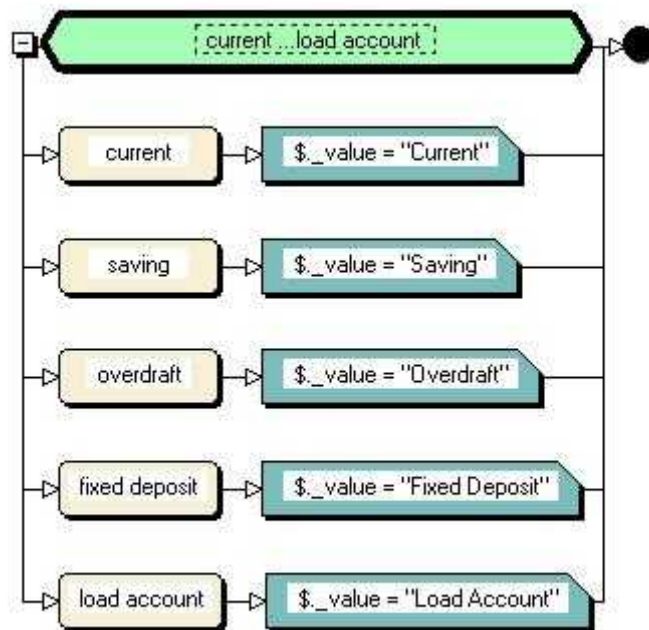 current ...load account
current $._value = "Current"
saving $._value = "Saving"
overdraft $._value = "Overdraft"
fixed deposit $._value = "Fixed Deposit"
load account $._value = "Load Account"